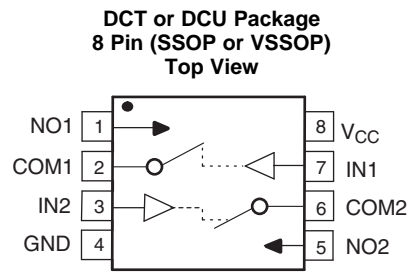 DCT or DCU Package
8 Pin (SSOP or VSSOP)
Top View
NO1 1 8 VCC
COM1 2 7 IN1
IN2 3 6 COM2
GND 4 5 NO2